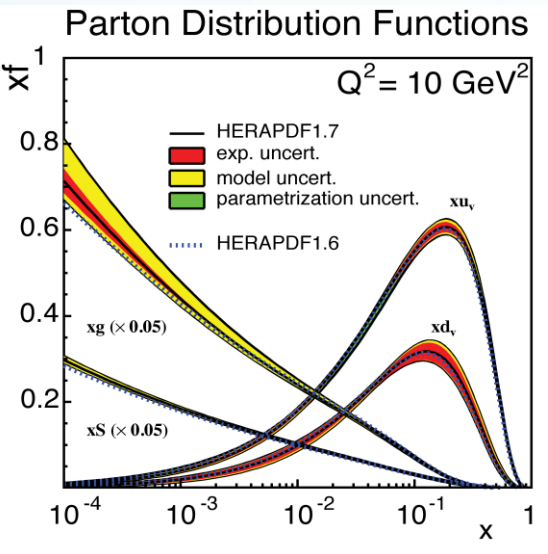 Parton Distribution Functions
xf
1
Q² = 10 GeV²
0.8
HERAPDF1.7
exp. uncert.
model uncert.
parametrization uncert.
xuᵥ
0.6
HERAPDF1.6
0.4
xg (× 0.05)
xdᵥ
0.2
xS (× 0.05)
10⁻⁴ 10⁻³ 10⁻² 10⁻¹ 1
x